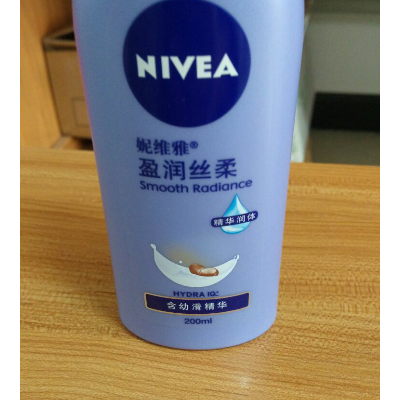 NIVEA
妮维雅®
盈润丝柔
Smooth Radiance
精华润体
HYDRA IQ
含幼滑精华
200ml